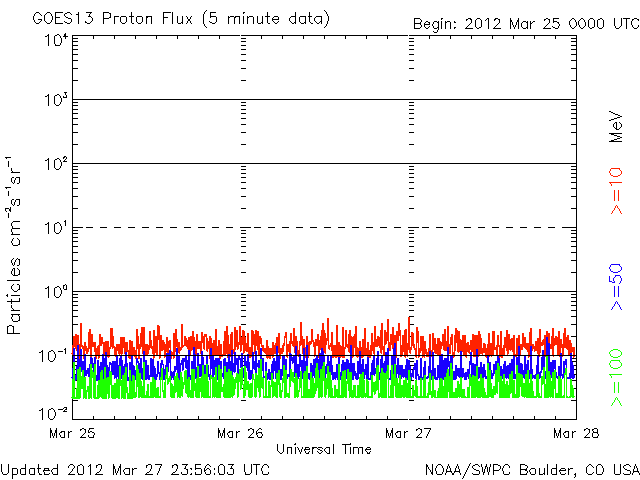 GOES13 Proton Flux (5 minute data)
Begin: 2012 Mar 25 0000 UTC
10⁴
10³
10²
10¹
10⁰
10⁻¹
10⁻²
Particles cm⁻²s⁻¹sr⁻¹
MeV
>=10
>=50
>=100
Mar 25
Mar 26
Mar 27
Mar 28
Universal Time
Updated 2012 Mar 27 23:56:03 UTC
NOAA/SWPC Boulder, CO USA